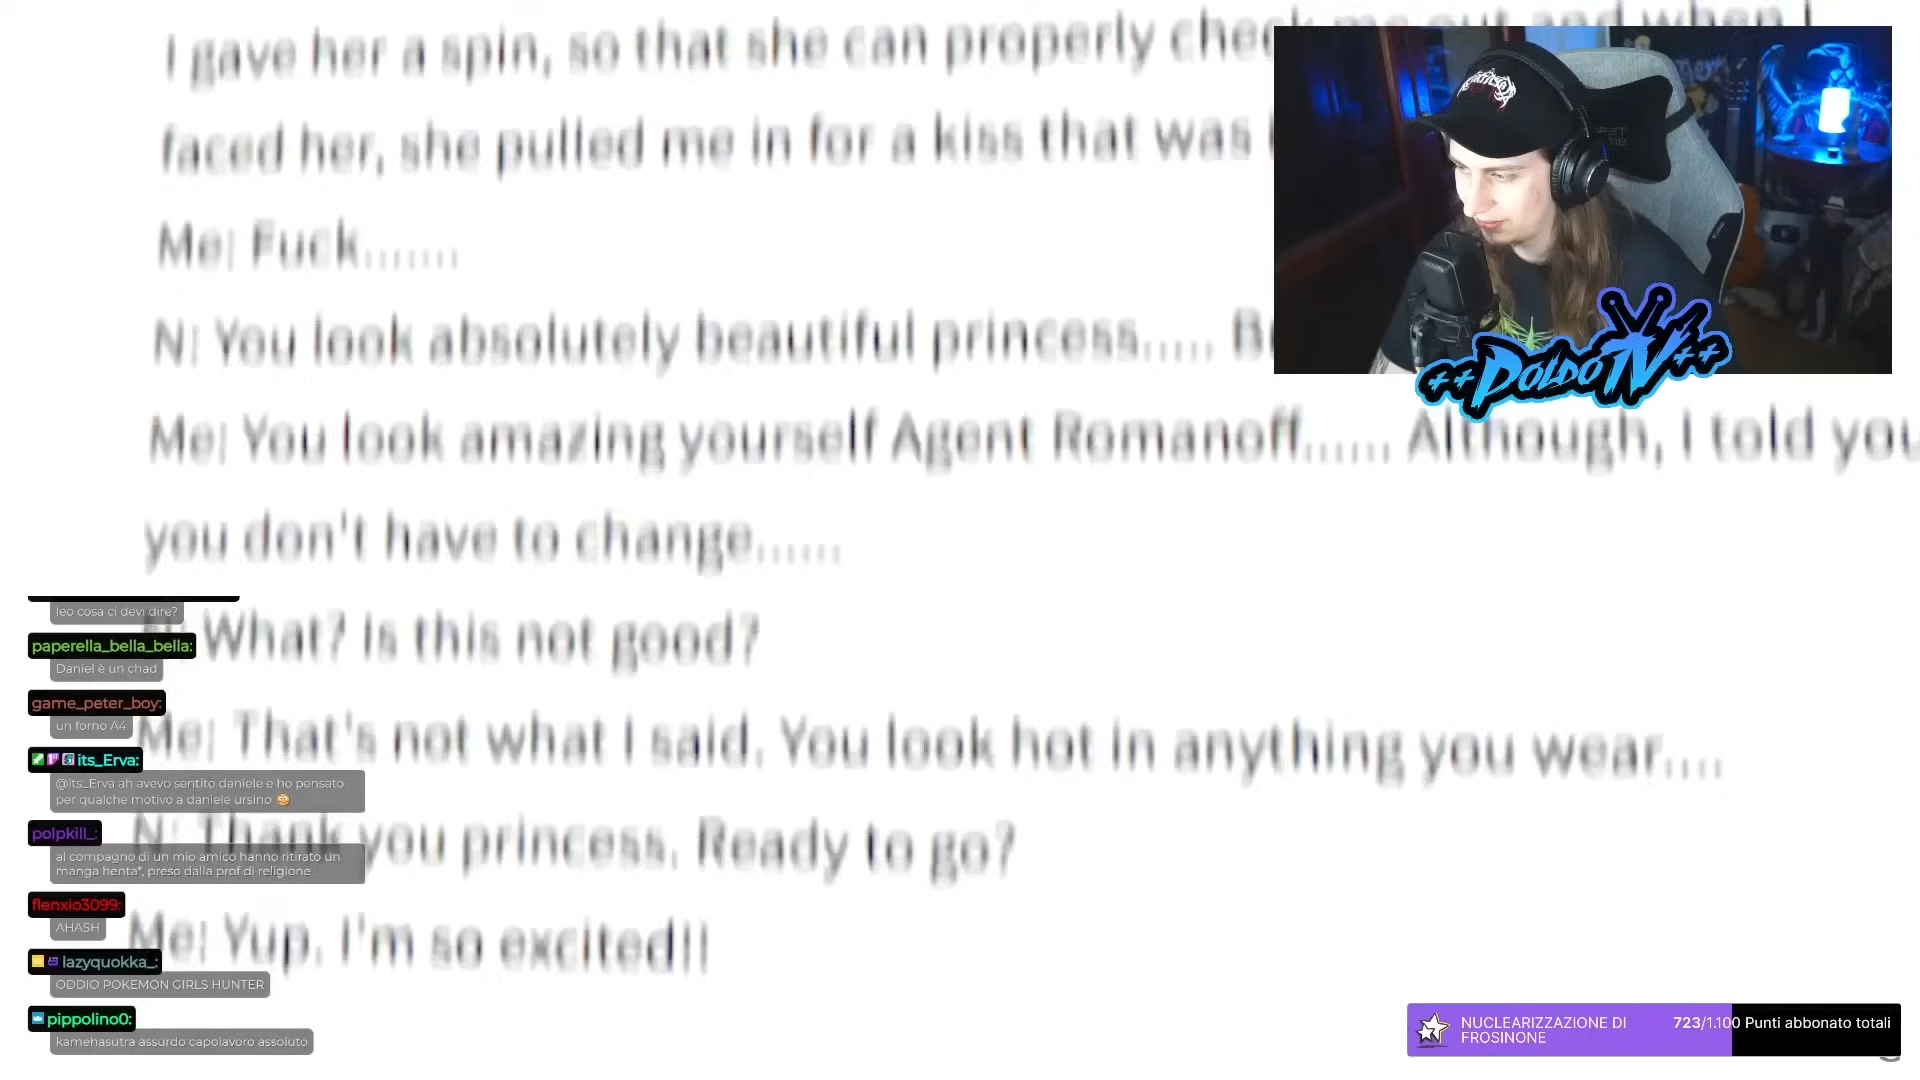 I gave her a spin, so that she can properly check me out and when I
faced her, she pulled me in for a kiss that was
Me: Fuck.......
N: You look absolutely beautiful princess.....
Me: You look amazing yourself Agent Romanoff...... Although, I told you
you don't have to change......
What? Is this not good?
Me: That's not what I said. You look hot in anything you wear....
N: Thank you princess. Ready to go?
Me: Yup. I'm so excited!!
++POLDOTV++
leo cosa ci devi dire?
paperella_bella_bella:
Daniel è un chad
game_peter_boy:
un forno A4
its_Erva:
@its_Erva ah avevo sentito daniele e ho pensato
per qualche motivo a daniele ursino
polpkill_:
al compagno di un mio amico hanno ritirato un
manga henta*, preso dalla prof di religione
flenxio3099:
AHASH
lazyquokka_:
ODDIO POKEMON GIRLS HUNTER
pippolino0:
kamehasutra assurdo capolavoro assoluto
NUCLEARIZZAZIONE DI
FROSINONE
723/1.100 Punti abbonato totali